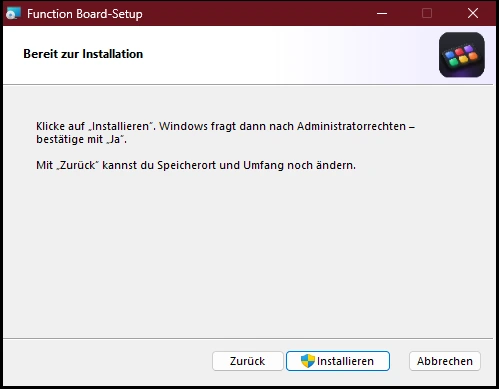 Function Board-Setup
Bereit zur Installation
Klicke auf „Installieren“. Windows fragt dann nach Administratorrechten –
bestätige mit „Ja“.
Mit „Zurück“ kannst du Speicherort und Umfang noch ändern.
Zurück
Installieren
Abbrechen